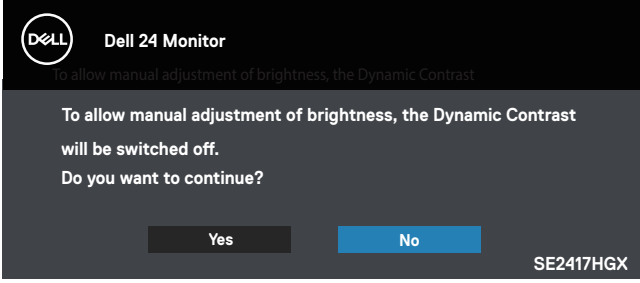 DELL
Dell 24 Monitor
To allow manual adjustment of brightness, the Dynamic Contrast
To allow manual adjustment of brightness, the Dynamic Contrast
will be switched off.
Do you want to continue?
Yes No
SE2417HGX